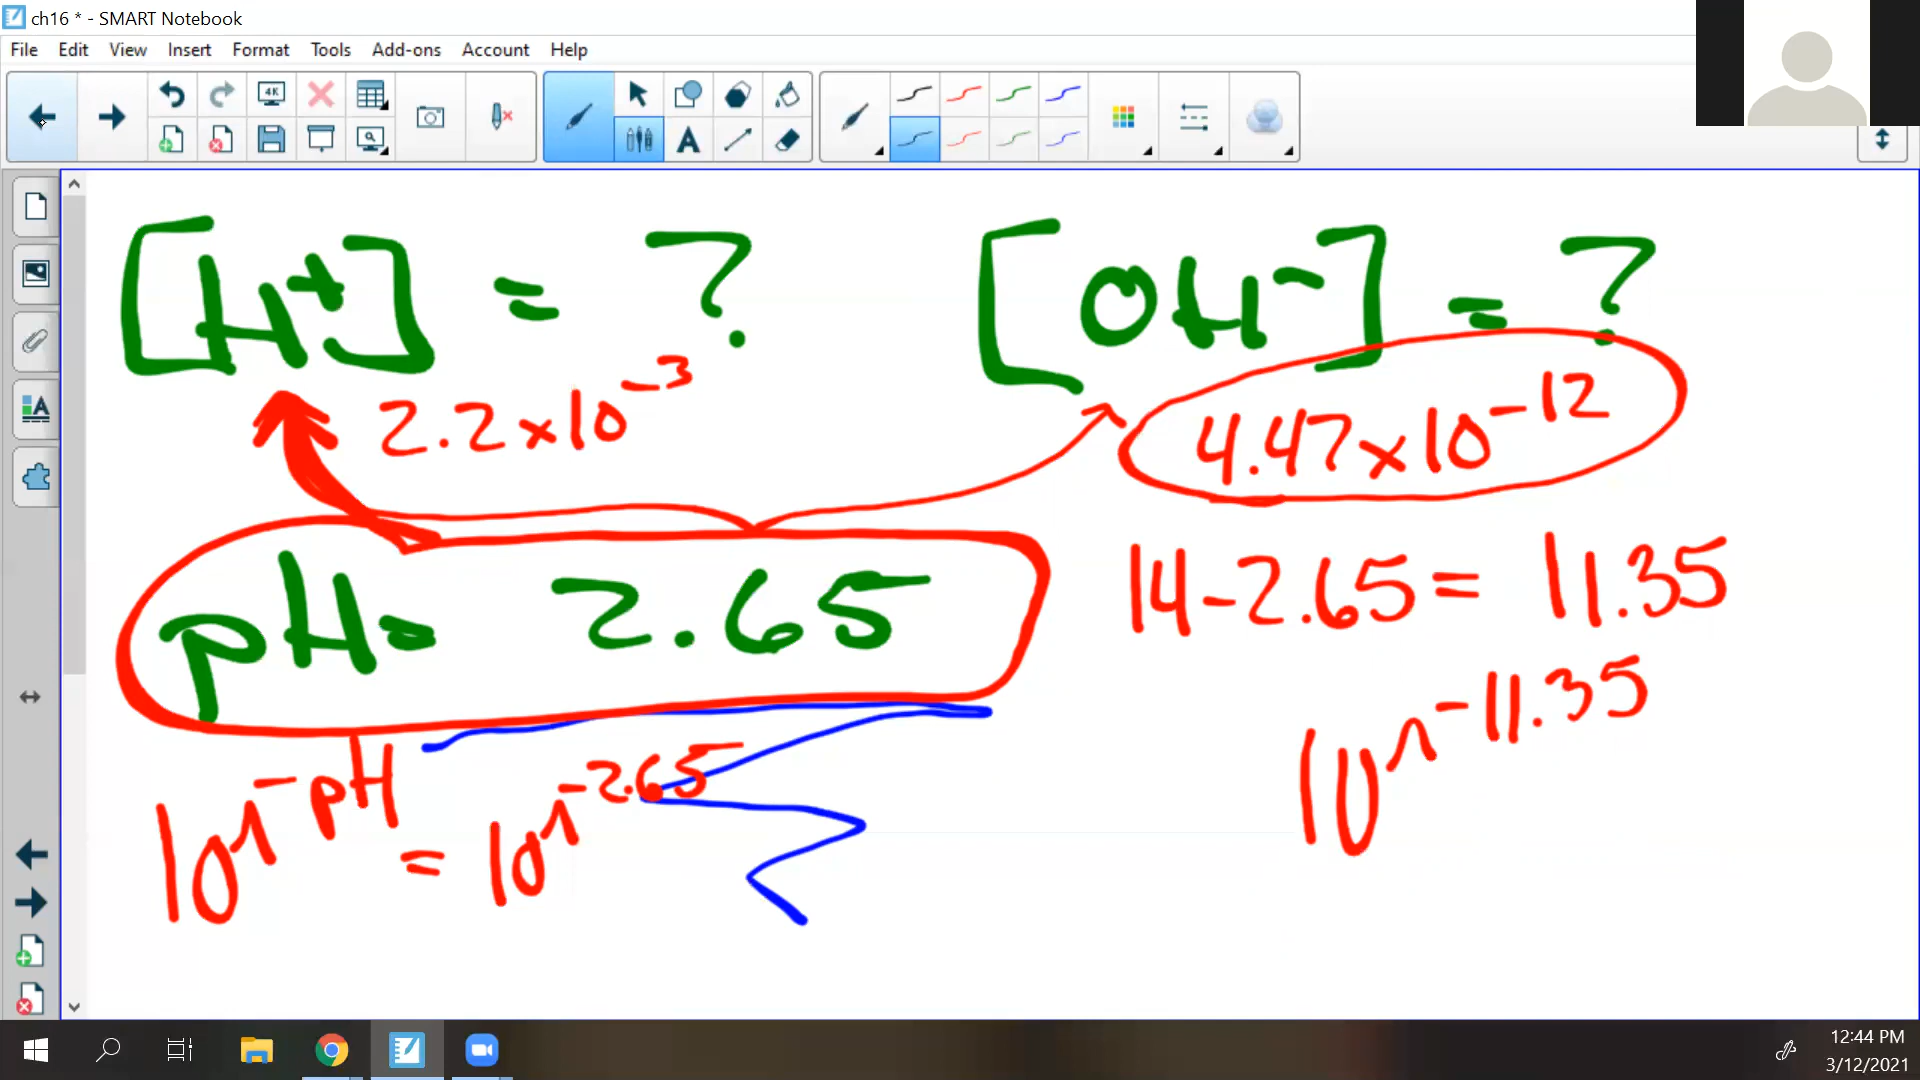 ch16 * - SMART Notebook
File Edit View Insert Format Tools Add-ons Account Help
4K
A
A
[H+] = ? [OH-] = ?
2.2x10^-3 4.47x10^-12
pH= 2.65
14-2.65= 11.35
10^-pH = 10^-2.65
10^-11.35
12:44 PM
3/12/2021